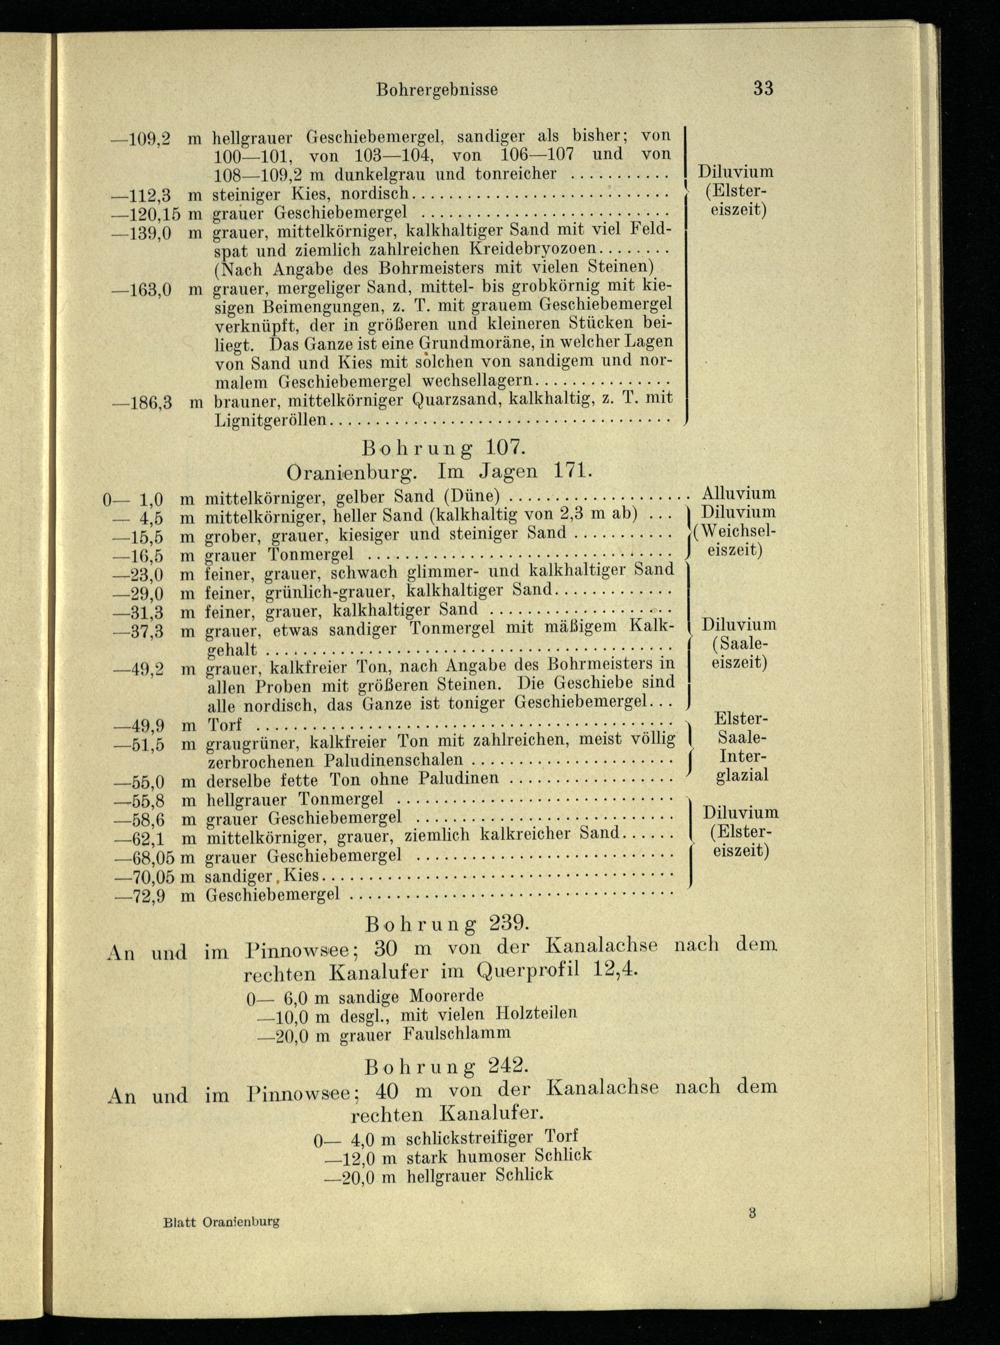 Bohrergebnisse 33
—109,2 m hellgrauer Geschiebemergel, sandiger als bisher; von
100—101, von 103—104, von 106—107 und von
108—109,2 m dunkelgrau und tonreicher ........... Diluvium
—112,3 m steiniger Kies, nordisch............................ (Elster-
—120,15 m grauer Geschiebemergel ........................... eiszeit)
—139,0 m grauer, mittelkörniger, kalkhaltiger Sand mit viel Feld-
spat und ziemlich zahlreichen Kreidebryozoen........
(Nach Angabe des Bohrmeisters mit vielen Steinen)
—163,0 m grauer, mergeliger Sand, mittel- bis grobkörnig mit kie-
sigen Beimengungen, z. T. mit grauem Geschiebemergel
verknüpft, der in größeren und kleineren Stücken bei-
liegt. Das Ganze ist eine Grundmoräne, in welcher Lagen
von Sand und Kies mit solchen von sandigem und nor-
malem Geschiebemergel wechsellagern...............
—186,3 m brauner, mittelkörniger Quarzsand, kalkhaltig, z. T. mit
Lignitgeröllen.....................................
Bohrung 107.
Oranienburg. Im Jagen 171.
0— 1,0 m mittelkörniger, gelber Sand (Düne) .................... Alluvium
— 4,5 m mittelkörniger, heller Sand (kalkhaltig von 2,3 m ab) ... Diluvium
—15,5 m grober, grauer, kiesiger und steiniger Sand ........... (Weichsel-
—16,5 m grauer Tonmergel ................................. eiszeit)
—23,0 m feiner, grauer, schwach glimmer- und kalkhaltiger Sand
—29,0 m feiner, grünlich-grauer, kalkhaltiger Sand.............
—31,3 m feiner, grauer, kalkhaltiger Sand ....................
—37,3 m grauer, etwas sandiger Tonmergel mit mäßigem Kalk- Diluvium
gehalt ............................................ (Saale-
—49,2 m grauer, kalkfreier Ton, nach Angabe des Bohrmeisters in eiszeit)
allen Proben mit größeren Steinen. Die Geschiebe sind
alle nordisch, das Ganze ist toniger Geschiebemergel...
—49,9 m Torf ............................................. Elster-
—51,5 m graugrüner, kalkfreier Ton mit zahlreichen, meist völlig Saale-
zerbrochenen Paludinenschalen ...................... Inter-
—55,0 m derselbe fette Ton ohne Paludinen .................. glazial
—55,8 m hellgrauer Tonmergel ..............................
—58,6 m grauer Geschiebemergel ............................ Diluvium
—62,1 m mittelkörniger, grauer, ziemlich kalkreicher Sand...... (Elster-
—68,05 m grauer Geschiebemergel ............................ eiszeit)
—70,05 m sandiger Kies......................................
—72,9 m Geschiebemergel ...................................
Bohrung 239.
An und im Pinnowsee; 30 m von der Kanalachse nach dem
rechten Kanalufer im Querprofil 12,4.
0— 6,0 m sandige Moorerde
—10,0 m desgl., mit vielen Holzteilen
—20,0 m grauer Faulschlamm
Bohrung 242.
An und im Pinnowsee; 40 m von der Kanalachse nach dem
rechten Kanalufer.
0— 4,0 m schlickstreifiger Torf
—12,0 m stark humoser Schlick
—20,0 m hellgrauer Schlick
Blatt Oranienburg 3